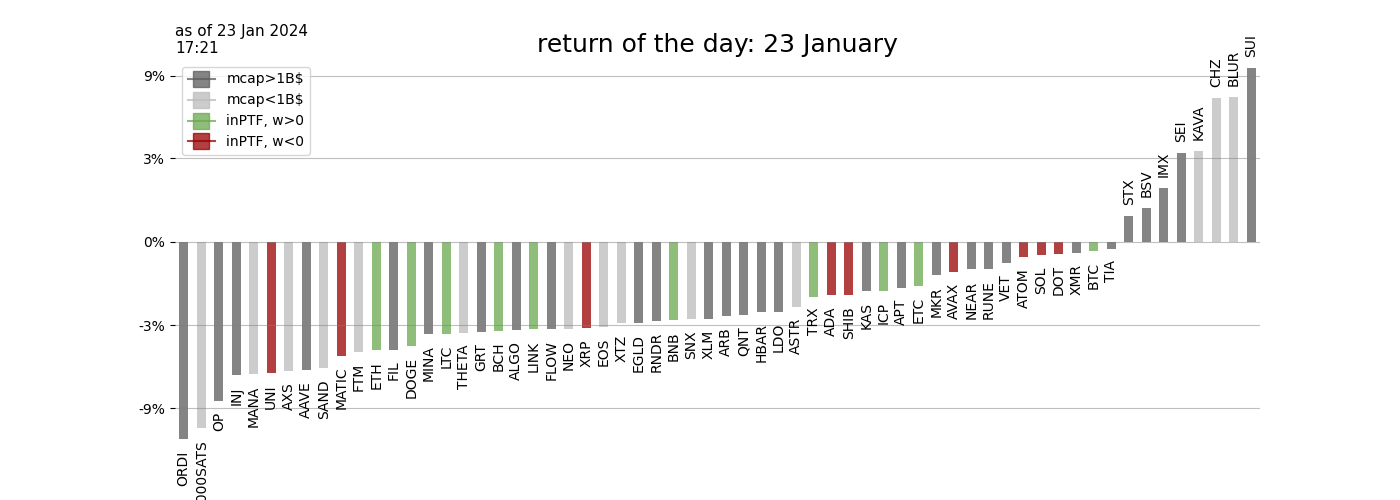 as of 23 Jan 2024
17:21
return of the day: 23 January
mcap>1B$
mcap<1B$
inPTF, w>0
inPTF, w<0
9%
3%
0%
-3%
-9%
ORDI
000SATS
OP
INJ
MANA
UNI
AXS
AAVE
SAND
MATIC
FTM
ETH
FIL
DOGE
MINA
LTC
THETA
GRT
BCH
ALGO
LINK
FLOW
NEO
XRP
EOS
XTZ
EGLD
RNDR
BNB
SNX
XLM
ARB
QNT
HBAR
LDO
ASTR
TRX
ADA
SHIB
KAS
ICP
APT
ETC
MKR
AVAX
NEAR
RUNE
VET
ATOM
SOL
DOT
XMR
BTC
TIA
STX
BSV
IMX
SEI
KAVA
CHZ
BLUR
SUI